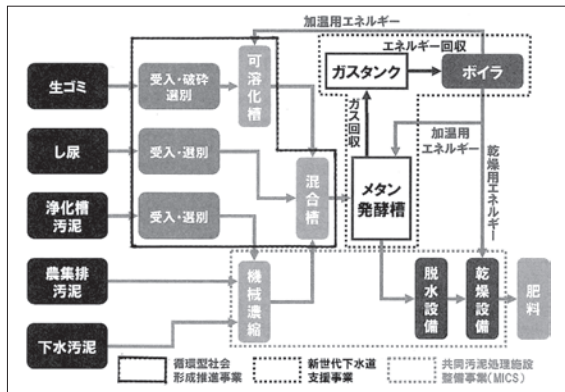 加温用エネルギー
エネルギー回収
生ゴミ
受入・破砕
選別
可溶化槽
ガスタンク
ボイラ
ガス回収
加温用
エネルギー
乾燥用エネルギー
し尿
受入・選別
混合槽
メタン
発酵槽
浄化槽
汚泥
受入・選別
農集排
汚泥
機械濃縮
脱水設備
乾燥設備
肥料
下水汚泥
循環型社会
形成推進事業
新世代下水道
支援事業
共同汚泥処理施設
整備事業(MICS)